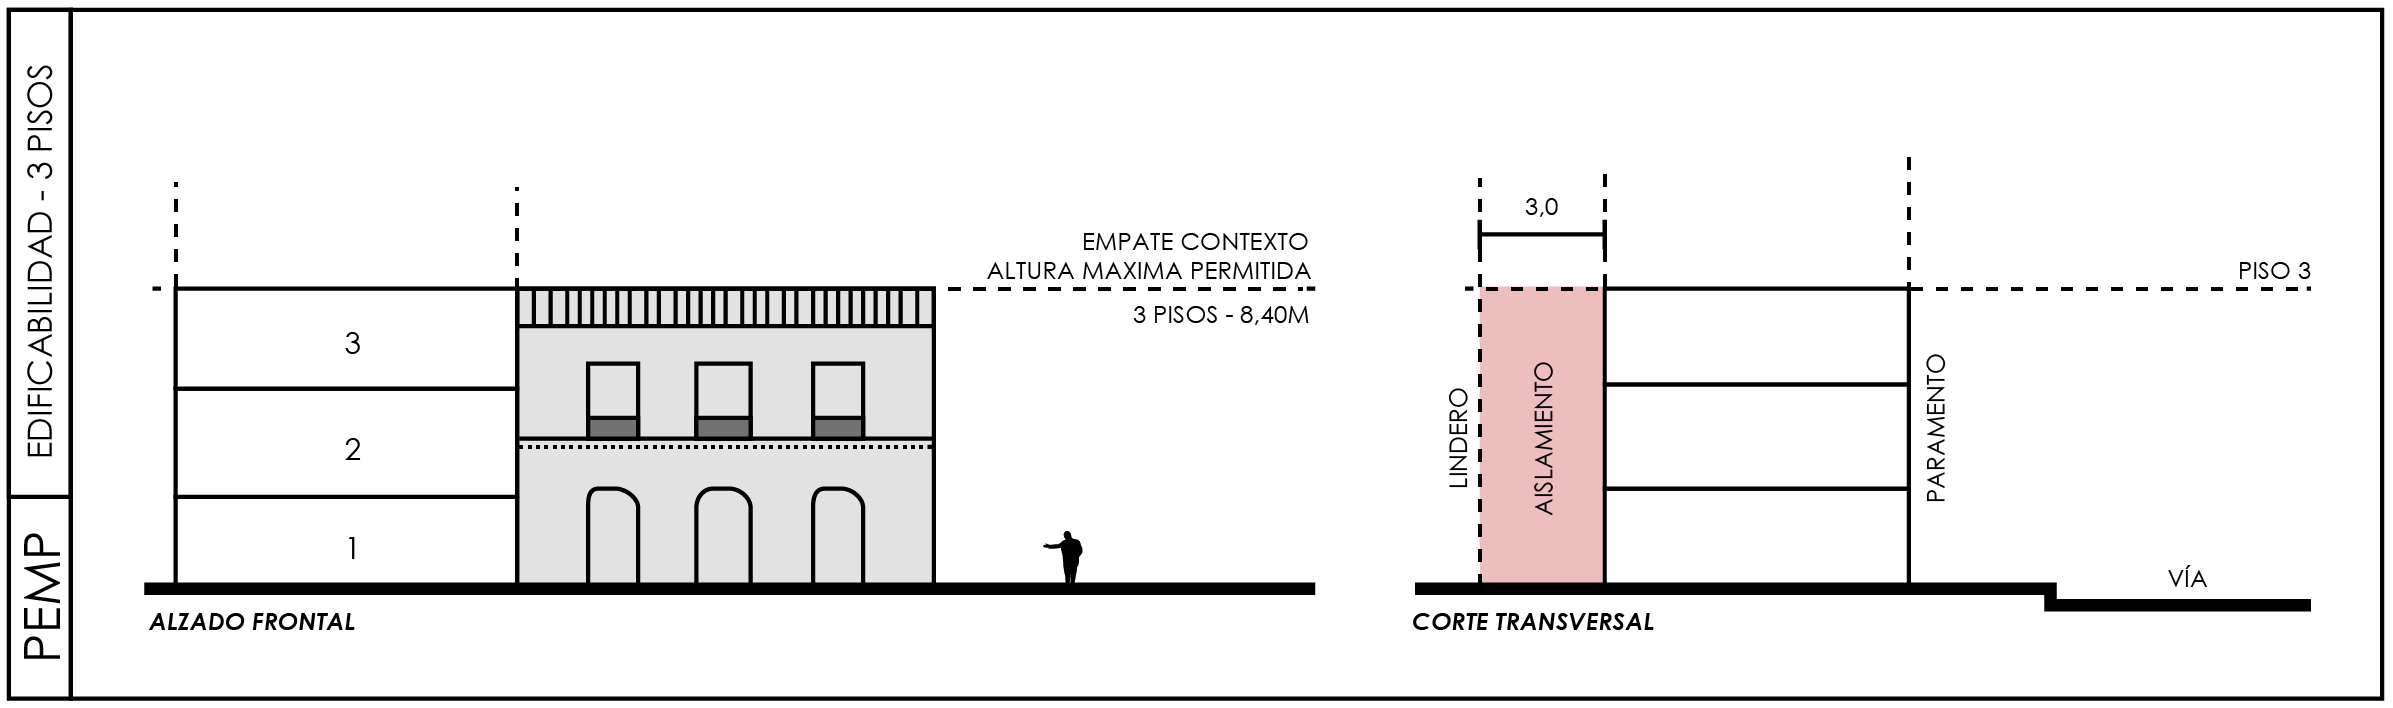 EDIFICABILIDAD - 3 PISOS
PEMP
EMPATE CONTEXTO
ALTURA MAXIMA PERMITIDA
3 PISOS - 8,40M
3
2
1
ALZADO FRONTAL
3,0
PISO 3
LINDERO
AISLAMIENTO
PARAMENTO
VÍA
CORTE TRANSVERSAL